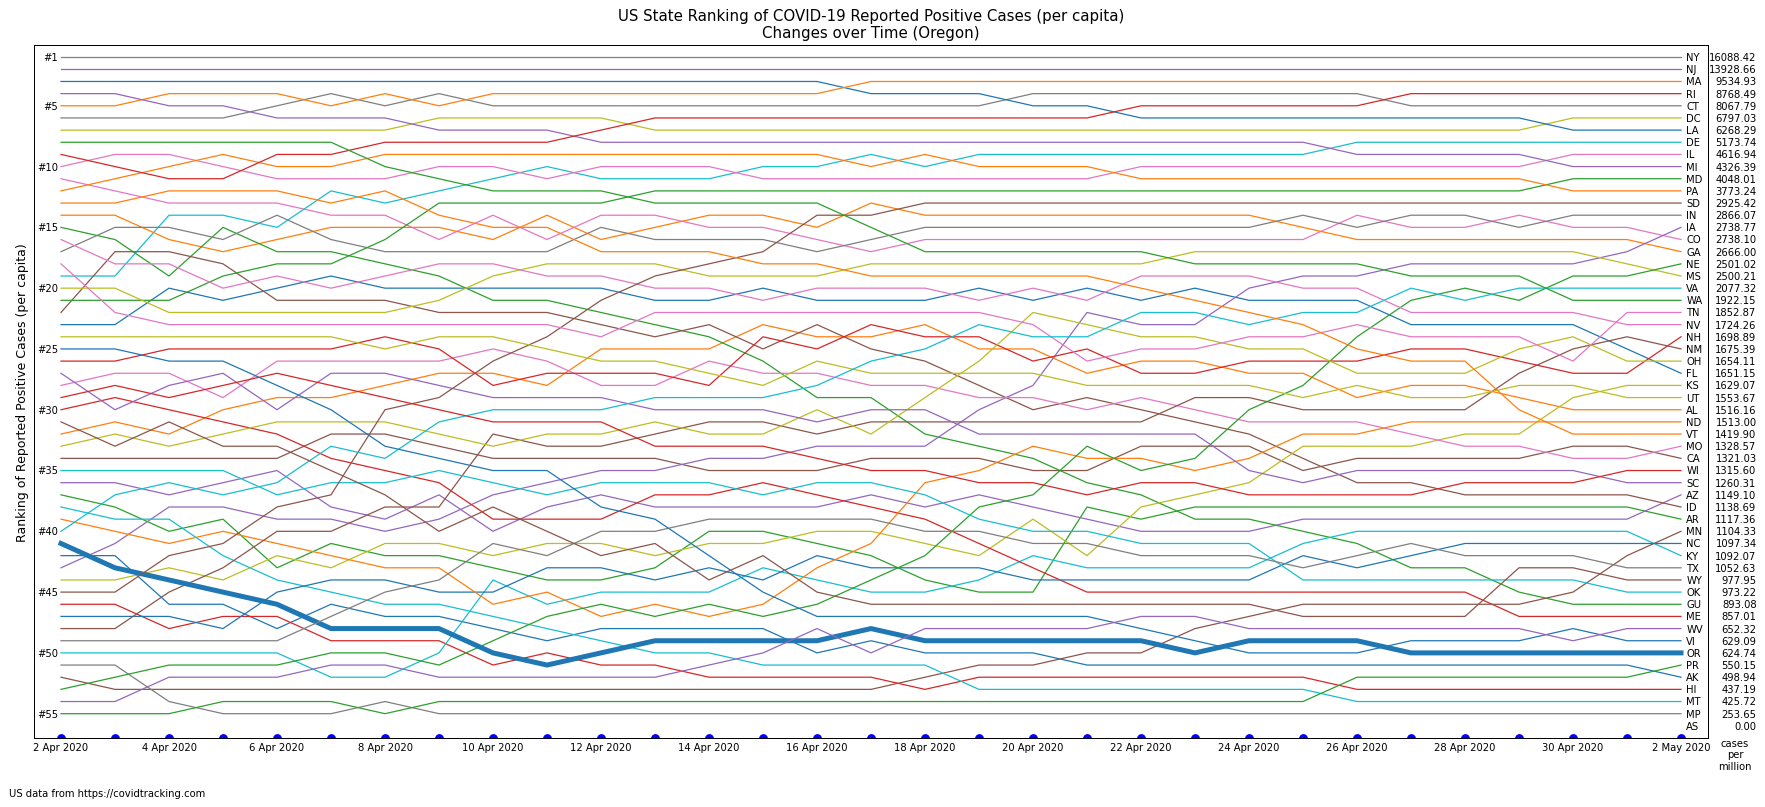 US State Ranking of COVID-19 Reported Positive Cases (per capita)
Changes over Time (Oregon)
Ranking of Reported Positive Cases (per capita)
#1
#5
#10
#15
#20
#25
#30
#35
#40
#45
#50
#55
NY 16088.42
NJ 13928.66
MA 9534.93
RI 8768.49
CT 8067.79
DC 6797.03
LA 6268.29
DE 5173.74
IL 4616.94
MI 4326.39
MD 4048.01
PA 3773.24
SD 2925.42
IN 2866.07
IA 2738.77
CO 2738.10
GA 2666.00
NE 2501.02
MS 2500.21
VA 2077.32
WA 1922.15
TN 1852.87
NV 1724.26
NH 1698.89
NM 1675.39
OH 1654.11
FL 1651.15
KS 1629.07
UT 1553.67
AL 1516.16
ND 1513.00
VT 1419.90
MO 1328.57
CA 1321.03
WI 1315.60
SC 1260.31
AZ 1149.10
ID 1138.69
AR 1117.36
MN 1104.33
NC 1097.34
KY 1092.07
TX 1052.63
WY 977.95
OK 973.22
GU 893.08
ME 857.01
WV 652.32
VI 629.09
OR 624.74
PR 550.15
AK 498.94
HI 437.19
MT 425.72
MP 253.65
AS 0.00
2 Apr 2020 4 Apr 2020 6 Apr 2020 8 Apr 2020 10 Apr 2020 12 Apr 2020 14 Apr 2020 16 Apr 2020 18 Apr 2020 20 Apr 2020 22 Apr 2020 24 Apr 2020 26 Apr 2020 28 Apr 2020 30 Apr 2020 2 May 2020
cases
per
million
US data from https://covidtracking.com